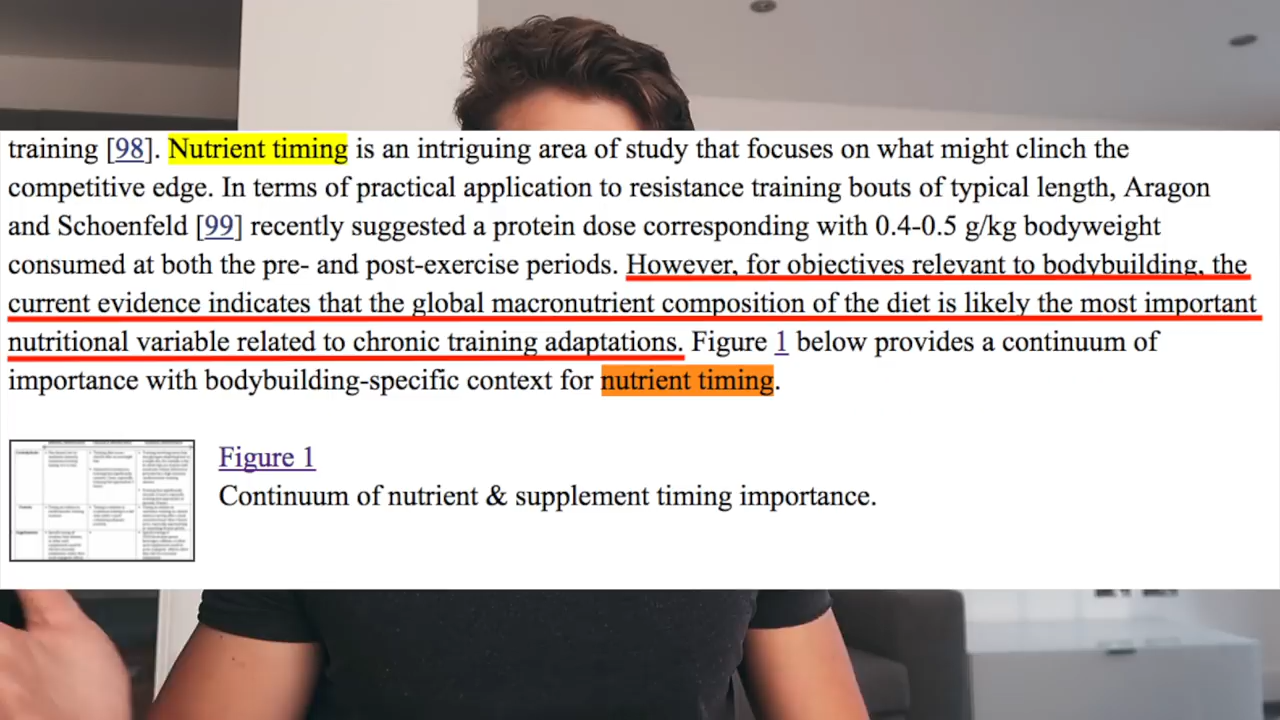 training [98]. Nutrient timing is an intriguing area of study that focuses on what might clinch the
competitive edge. In terms of practical application to resistance training bouts of typical length, Aragon
and Schoenfeld [99] recently suggested a protein dose corresponding with 0.4-0.5 g/kg bodyweight
consumed at both the pre- and post-exercise periods. However, for objectives relevant to bodybuilding, the
current evidence indicates that the global macronutrient composition of the diet is likely the most important
nutritional variable related to chronic training adaptations. Figure 1 below provides a continuum of
importance with bodybuilding-specific context for nutrient timing.
Figure 1
Continuum of nutrient & supplement timing importance.